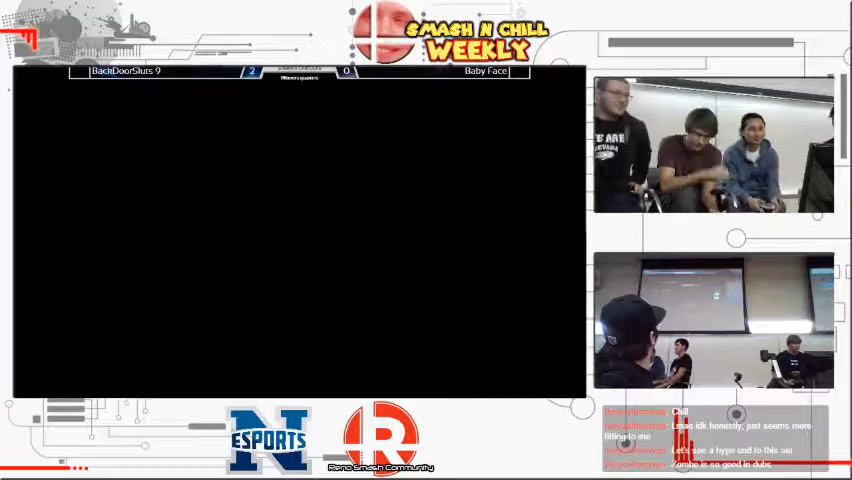 SMASH N CHILL
WEEKLY
BackDoorSluts 9
2
0
Baby Face
Winners quarters
WE ARE
NEVADA
N
ESPORTS
R
Reno Smash Community
Chill
Lmao idk honestly, just seems more
fitting to me
Let's see a hype end to this set
Zombo is so good in dubs